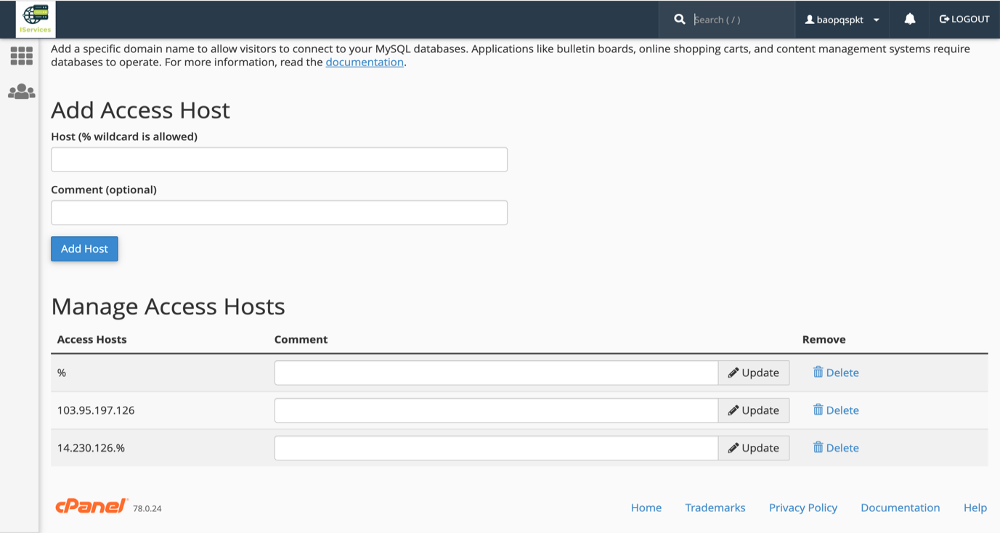 IServices
Search ( / )
baopqspkt
LOGOUT
Add a specific domain name to allow visitors to connect to your MySQL databases. Applications like bulletin boards, online shopping carts, and content management systems require
databases to operate. For more information, read the documentation.
Add Access Host
Host (% wildcard is allowed)
Comment (optional)
Add Host
Manage Access Hosts
Access Hosts Comment Remove
% Update Delete
103.95.197.126 Update Delete
14.230.126.% Update Delete
cPanel 78.0.24 Home Trademarks Privacy Policy Documentation Help